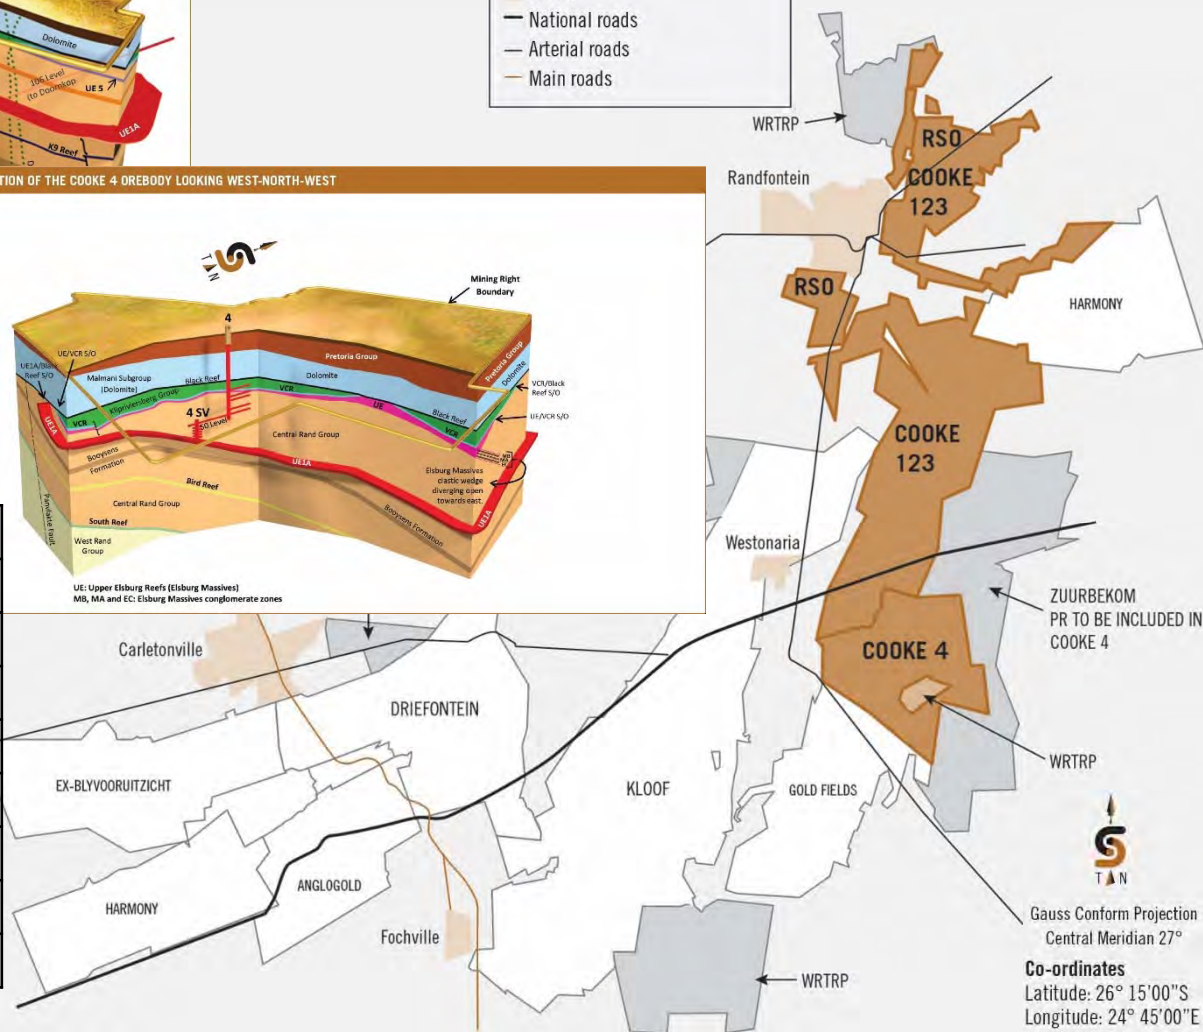 Dolomite
106 Level
(to Doornkop
UE 5
UE1A
K9 Reef
National roads
Arterial roads
Main roads
TION OF THE COOKE 4 OREBODY LOOKING WEST-NORTH-WEST
T N
Mining Right
Boundary
4
UE/VCR S/O
UE1A/Black
Reef S/O
Malmani Subgroup
(Dolomite)
Black Reef
Pretoria Group
Dolomite
Pretoria Group
Dolomite
VCR/Black
Reef S/O
UE/VCR S/O
Klipriviersberg Group
VCR
VCR
UE
Black Reef
VCR
4 SV
50 Level
UE1A
Central Rand Group
Booysens
Formation
UE1A
Elsburg Massives
clastic wedge
diverging open
towards east.
Bird Reef
Central Rand Group
Booysens Formation
UE1A
South Reef
Panvlakte Fault
West Rand
Group
UE: Upper Elsburg Reefs (Elsburg Massives)
MB, MA and EC: Elsburg Massives conglomerate zones
WRTRP
RSO
COOKE
123
Randfontein
RSO
HARMONY
COOKE
123
Westonaria
ZUURBEKOM
PR TO BE INCLUDED IN
COOKE 4
COOKE 4
WRTRP
Carletonville
DRIEFONTEIN
EX-BLYVOORUITZICHT
KLOOF
GOLD FIELDS
HARMONY
ANGLOGOLD
Fochville
WRTRP
T N
Gauss Conform Projection
Central Meridian 27°
Co-ordinates
Latitude: 26° 15'00"S
Longitude: 24° 45'00"E